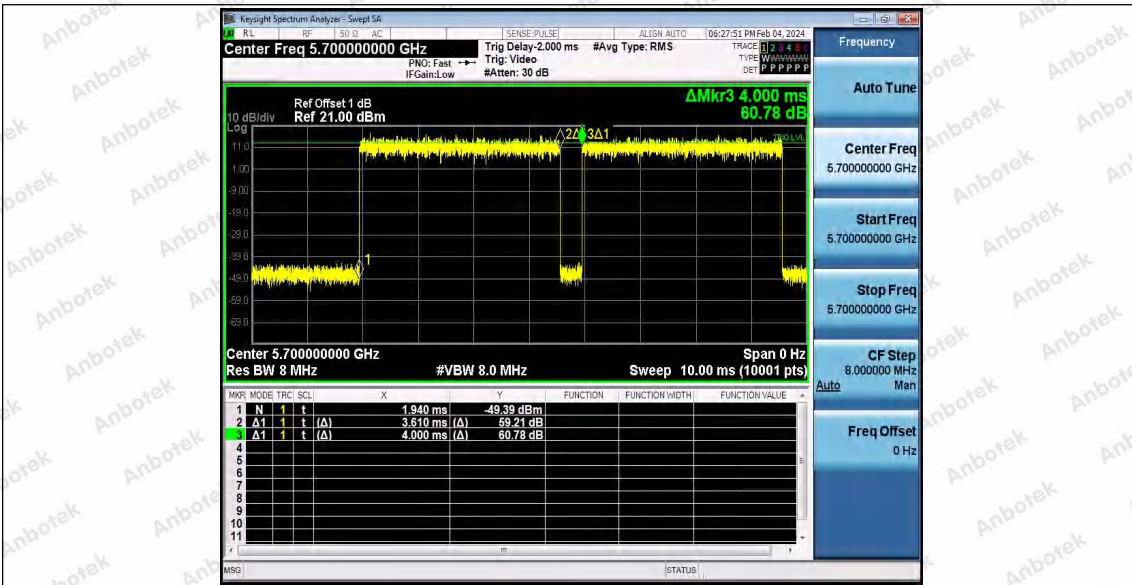 Keysight Spectrum Analyzer - Swept SA
RL RF 50 Ω AC SENSE:PULSE ALIGN AUTO 06:27:51 PM Feb 04, 2024
Center Freq 5.700000000 GHz
PNO: Fast
IFGain:Low
Trig Delay-2.000 ms
Trig: Video
#Atten: 30 dB
#Avg Type: RMS
TRACE 1 2 3 4 5 6
TYPE WWWWWW
DET P P P P P P
Frequency
Auto Tune
Center Freq
5.700000000 GHz
Start Freq
5.700000000 GHz
Stop Freq
5.700000000 GHz
CF Step
8.000000 MHz
Auto Man
Freq Offset
0 Hz
ΔMkr3 4.000 ms
60.78 dB
Ref Offset 1 dB
10 dB/div Ref 21.00 dBm
Log
11.0
1.00
-9.00
-19.0
-29.0
-39.0
-49.0
-59.0
-69.0
2Δ 3Δ1
TRIG LVL
1
Center 5.700000000 GHz Span 0 Hz
Res BW 8 MHz #VBW 8.0 MHz Sweep 10.00 ms (10001 pts)
MKR MODE TRC SCL X Y FUNCTION FUNCTION WIDTH FUNCTION VALUE
1 N 1 t 1.940 ms -49.39 dBm
2 Δ1 1 t (Δ) 3.610 ms (Δ) 59.21 dB
3 Δ1 1 t (Δ) 4.000 ms (Δ) 60.78 dB
4
5
6
7
8
9
10
11
MSG STATUS
Anbotek